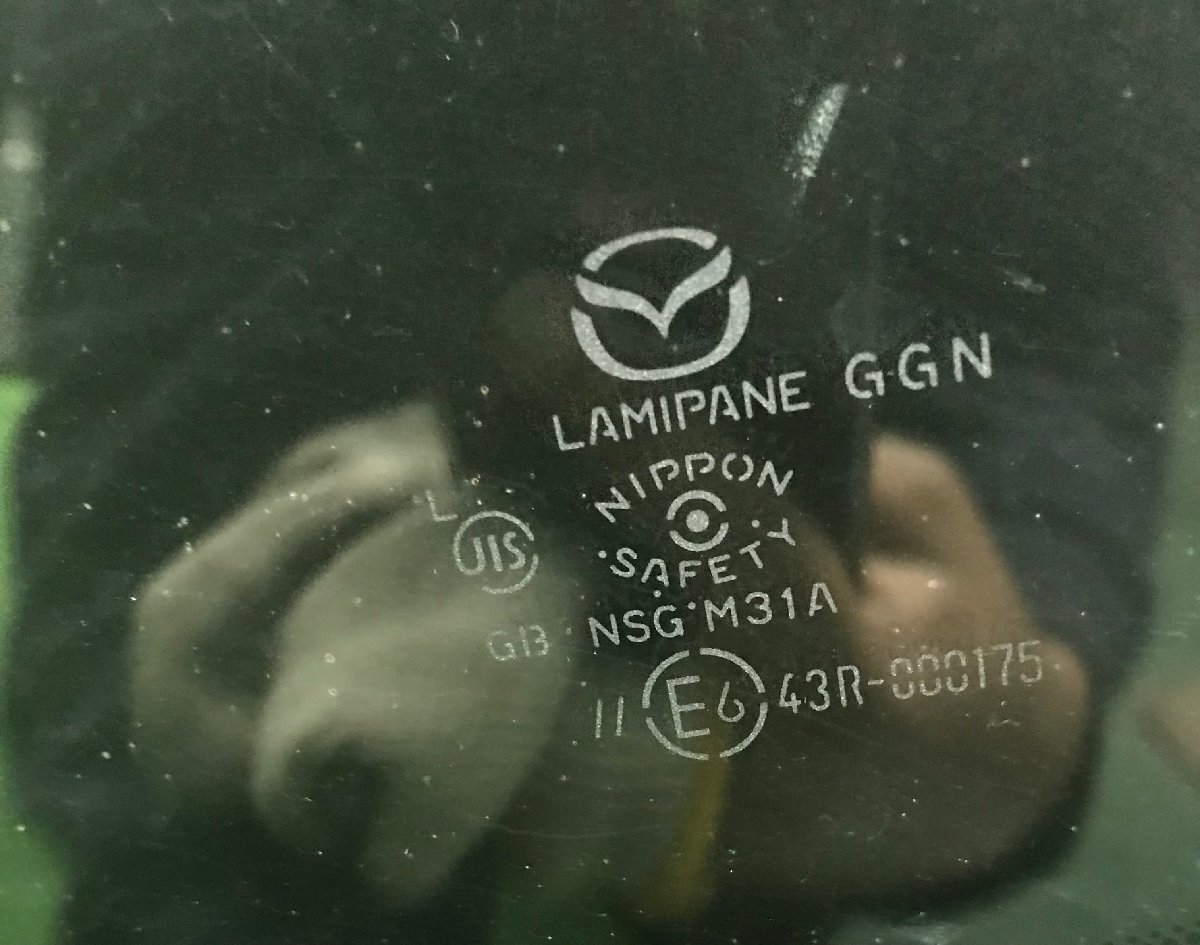 LAMIPANE GGN
NIPPON
SAFETY
L
JIS
GB NSG M31A
II E6 43R-000175